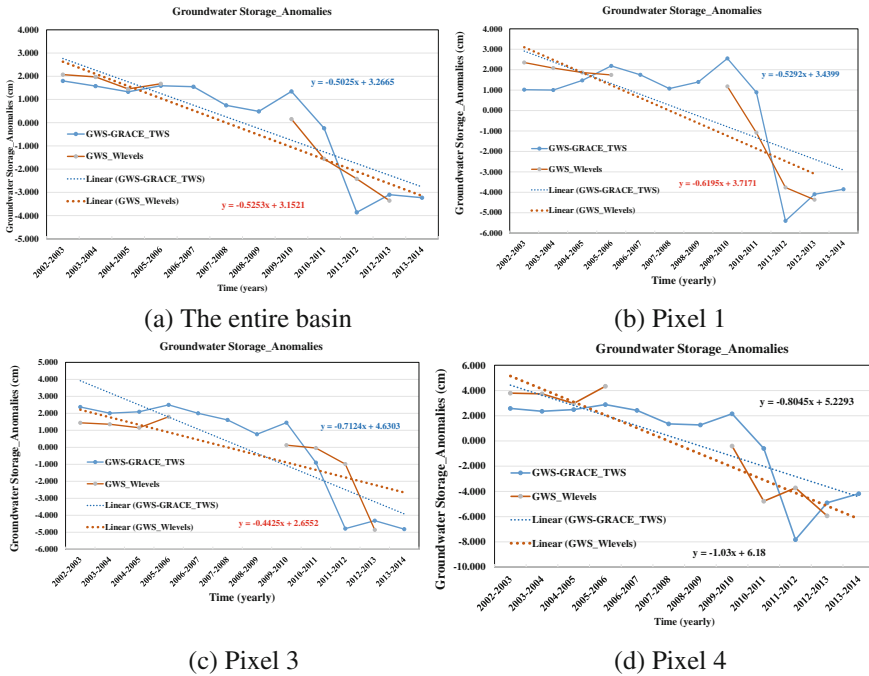 Groundwater Storage_Anomalies
Groundwater Storage_Anomalies (cm)
4.000
3.000
2.000
1.000
0.000
-1.000
-2.000
-3.000
-4.000
-5.000
y = -0.5025x + 3.2665
GWS-GRACE_TWS
GWS_Wlevels
Linear (GWS-GRACE_TWS)
Linear (GWS_Wlevels)
y = -0.5253x + 3.1521
2002-2003
2003-2004
2004-2005
2005-2006
2006-2007
2007-2008
2008-2009
2009-2010
2010-2011
2011-2012
2012-2013
2013-2014
Time (years)
(a) The entire basin
Groundwater Storage_Anomalies
Groundwater Storage_Anomalies (cm)
4.000
3.000
2.000
1.000
0.000
-1.000
-2.000
-3.000
-4.000
-5.000
-6.000
y = -0.5292x + 3.4399
GWS-GRACE_TWS
GWS_Wlevels
Linear (GWS-GRACE_TWS)
Linear (GWS_Wlevels)
y = -0.6195x + 3.7171
2002-2003
2003-2004
2004-2005
2005-2006
2006-2007
2007-2008
2008-2009
2009-2010
2010-2011
2011-2012
2012-2013
2013-2014
Time (yearly)
(b) Pixel 1
Groundwater Storage_Anomalies
Groundwater Storage_Anomalies (cm)
5.000
4.000
3.000
2.000
1.000
0.000
-1.000
-2.000
-3.000
-4.000
-5.000
-6.000
y = -0.7124x + 4.6303
GWS-GRACE_TWS
GWS_Wlevels
Linear (GWS-GRACE_TWS)
Linear (GWS_Wlevels)
y = -0.4425x + 2.6552
2002-2003
2003-2004
2004-2005
2005-2006
2006-2007
2007-2008
2008-2009
2009-2010
2010-2011
2011-2012
2012-2013
2013-2014
Time (yearly)
(c) Pixel 3
Groundwater Storage_Anomalies
Groundwater Storage_Anomalies (cm)
6.000
4.000
2.000
0.000
-2.000
-4.000
-6.000
-8.000
-10.000
y = -0.8045x + 5.2293
GWS-GRACE_TWS
GWS_Wlevels
Linear (GWS-GRACE_TWS)
Linear (GWS_Wlevels)
y = -1.03x + 6.18
2002-2003
2003-2004
2004-2005
2005-2006
2006-2007
2007-2008
2008-2009
2009-2010
2010-2011
2011-2012
2012-2013
2013-2014
Time (yearly)
(d) Pixel 4